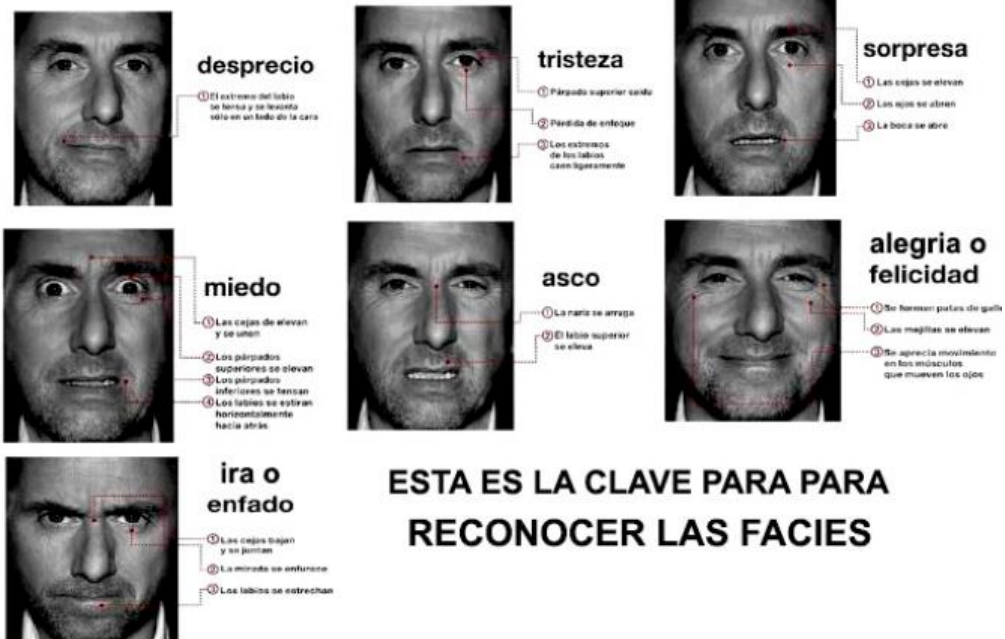 desprecio
① El extremo del labio
se tensa y se levanta
sólo en un lado de la cara
tristeza
① Párpado superior caído
② Pérdida de enfoque
③ Los extremos
de los labios
caen ligeramente
sorpresa
① Las cejas se elevan
② Los ojos se abren
③ La boca se abre
miedo
① Las cejas de elevan
y se unen
② Los párpados
superiores se elevan
③ Los párpados
inferiores se tensan
④ Los labios se estiran
horizontalmente
hacia atrás
asco
① La nariz se arruga
② El labio superior
se eleva
alegria o
felicidad
① Se forman patas de gallo
② Las mejillas se elevan
③ Se aprecia movimiento
en los músculos
que mueven los ojos
ira o
enfado
① Las cejas bajan
y se juntan
② La mirada se enfurece
③ Los labios se estrechan
ESTA ES LA CLAVE PARA PARA
RECONOCER LAS FACIES